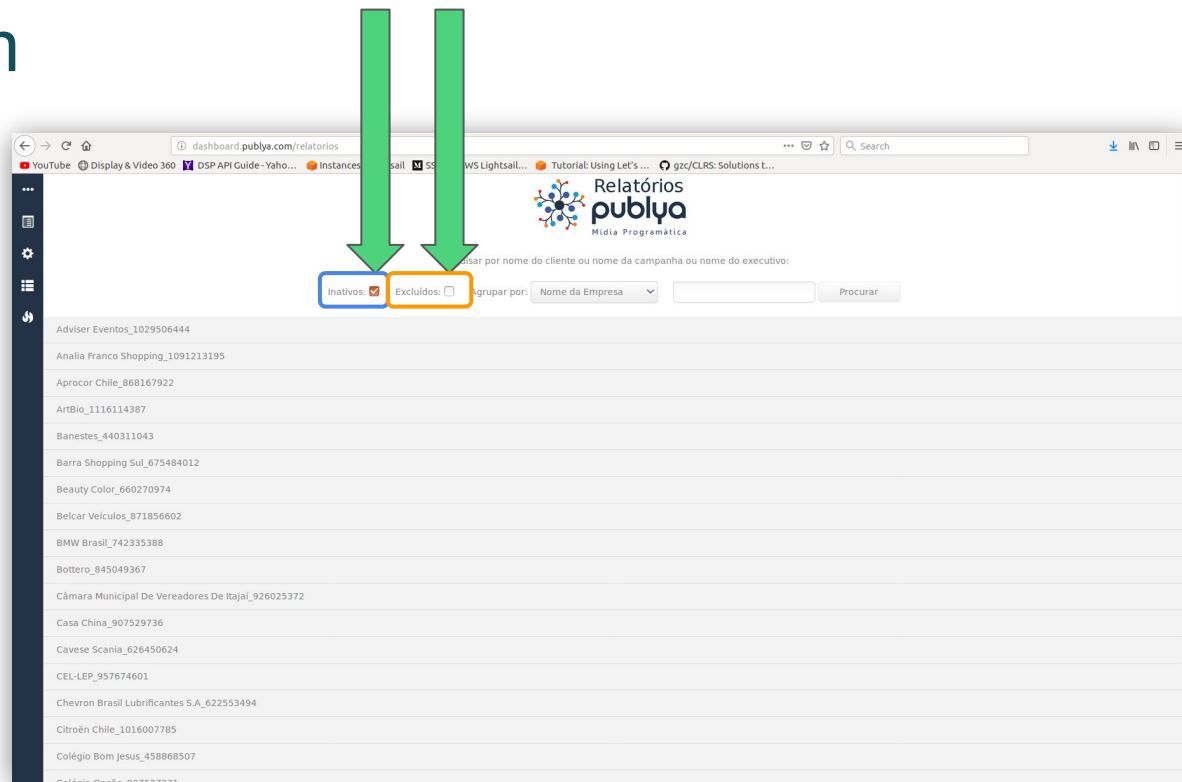 n
dashboard.publya.com/relatorios
Search
YouTube Display & Video 360 DSP API Guide - Yaho... Instances sail SS WS Lightsail... Tutorial: Using Let's ... gzc/CLRS: Solutions t...
Relatórios
publya
Mídia Programática
por nome do cliente ou nome da campanha ou nome do executivo:
Inativos: Excluídos: Agrupar por: Nome da Empresa Procurar
Adviser Eventos_1029506444
Analia Franco Shopping_1091213195
Aprocor Chile_868167922
ArtBio_1116114387
Banestes_440311043
Barra Shopping Sul_675484012
Beauty Color_660270974
Belcar Veículos_871856602
BMW Brasil_742335388
Bottero_845049367
Câmara Municipal De Vereadores De Itajaí_926025372
Casa China_907529736
Cavese Scania_626450624
CEL-LEP_957674601
Chevron Brasil Lubrificantes S.A_622553494
Citroën Chile_1016007785
Colégio Bom Jesus_458868507